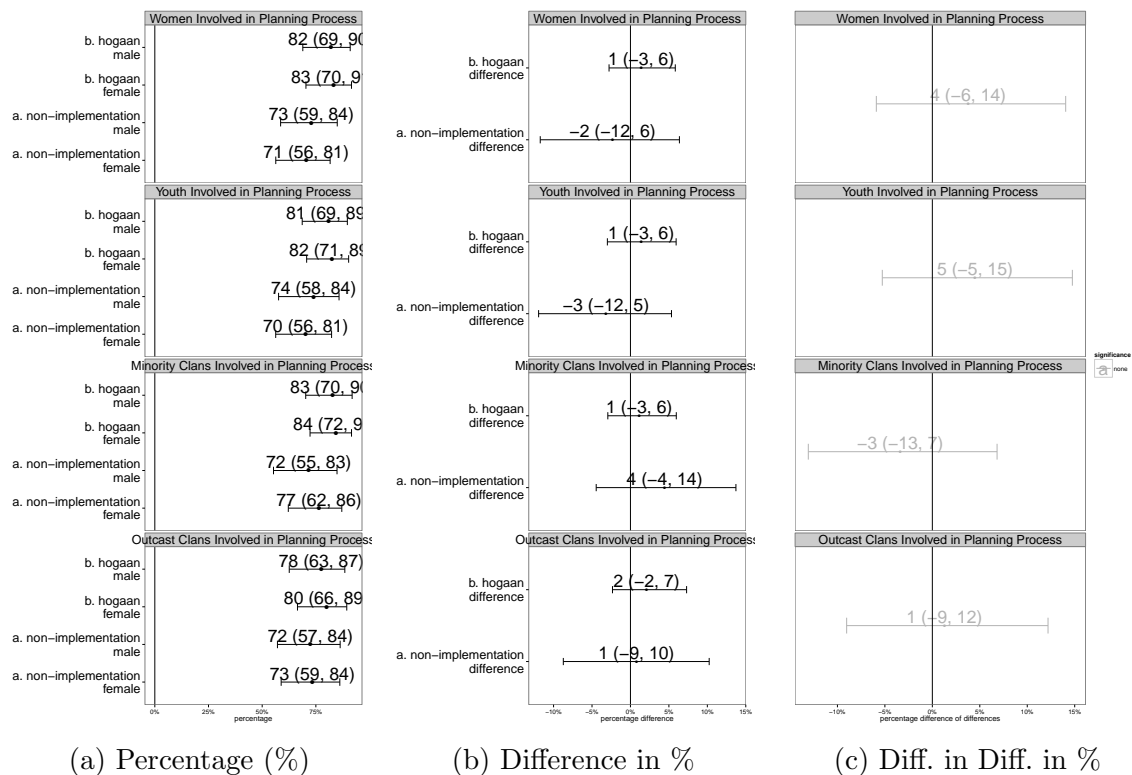 Women Involved in Planning Process
b. hogaan
male
82 (69, 90
b. hogaan
female
83 (70, 9
a. non−implementation
male
73 (59, 84)
a. non−implementation
female
71 (56, 81)
Youth Involved in Planning Process
b. hogaan
male
81 (69, 89
b. hogaan
female
82 (71, 89
a. non−implementation
male
74 (58, 84)
a. non−implementation
female
70 (56, 81)
Minority Clans Involved in Planning Process
b. hogaan
male
83 (70, 90
b. hogaan
female
84 (72, 9
a. non−implementation
male
72 (55, 83)
a. non−implementation
female
77 (62, 86)
Outcast Clans Involved in Planning Process
b. hogaan
male
78 (63, 87)
b. hogaan
female
80 (66, 89
a. non−implementation
male
72 (57, 84)
a. non−implementation
female
73 (59, 84)
0% 25% 50% 75%
percentage
(a) Percentage (%)
Women Involved in Planning Process
b. hogaan
difference
1 (−3, 6)
a. non−implementation
difference
−2 (−12, 6)
Youth Involved in Planning Process
b. hogaan
difference
1 (−3, 6)
a. non−implementation
difference
−3 (−12, 5)
Minority Clans Involved in Planning Process
b. hogaan
difference
1 (−3, 6)
a. non−implementation
difference
4 (−4, 14)
Outcast Clans Involved in Planning Process
b. hogaan
difference
2 (−2, 7)
a. non−implementation
difference
1 (−9, 10)
−10% −5% 0% 5% 10% 15%
percentage difference
(b) Difference in %
Women Involved in Planning Process
4 (−6, 14)
Youth Involved in Planning Process
5 (−5, 15)
Minority Clans Involved in Planning Process
−3 (−13, 7)
Outcast Clans Involved in Planning Process
1 (−9, 12)
−10% −5% 0% 5% 10% 15%
percentage difference of differences
significance
a none
(c) Diff. in Diff. in %